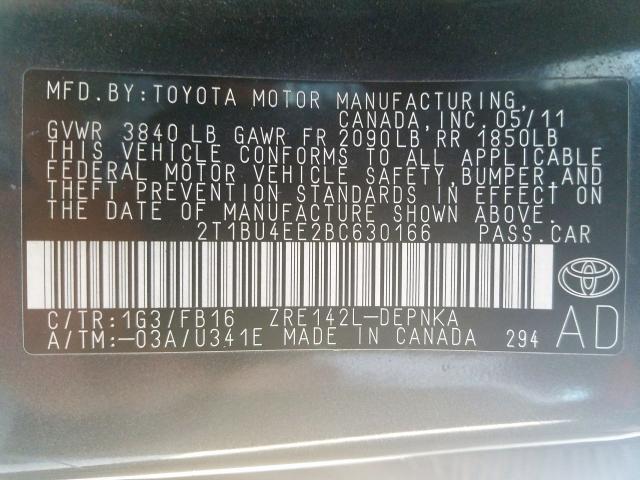 MFD.BY:TOYOTA MOTOR MANUFACTURING,
CANADA,INC.05/11
GVWR 3840 LB GAWR FR 2090LB RR 1850LB
THIS VEHICLE CONFORMS TO ALL APPLICABLE
FEDERAL MOTOR VEHICLE SAFETY,BUMPER,AND
THEFT PREVENTION STANDARDS IN EFFECT ON
THE DATE OF MANUFACTURE SHOWN ABOVE.
2T1BU4EE2BC630166 PASS.CAR
C/TR:1G3/FB16 ZRE142L-DEPNKA
A/TM:-03A/U341E MADE IN CANADA 294
AD